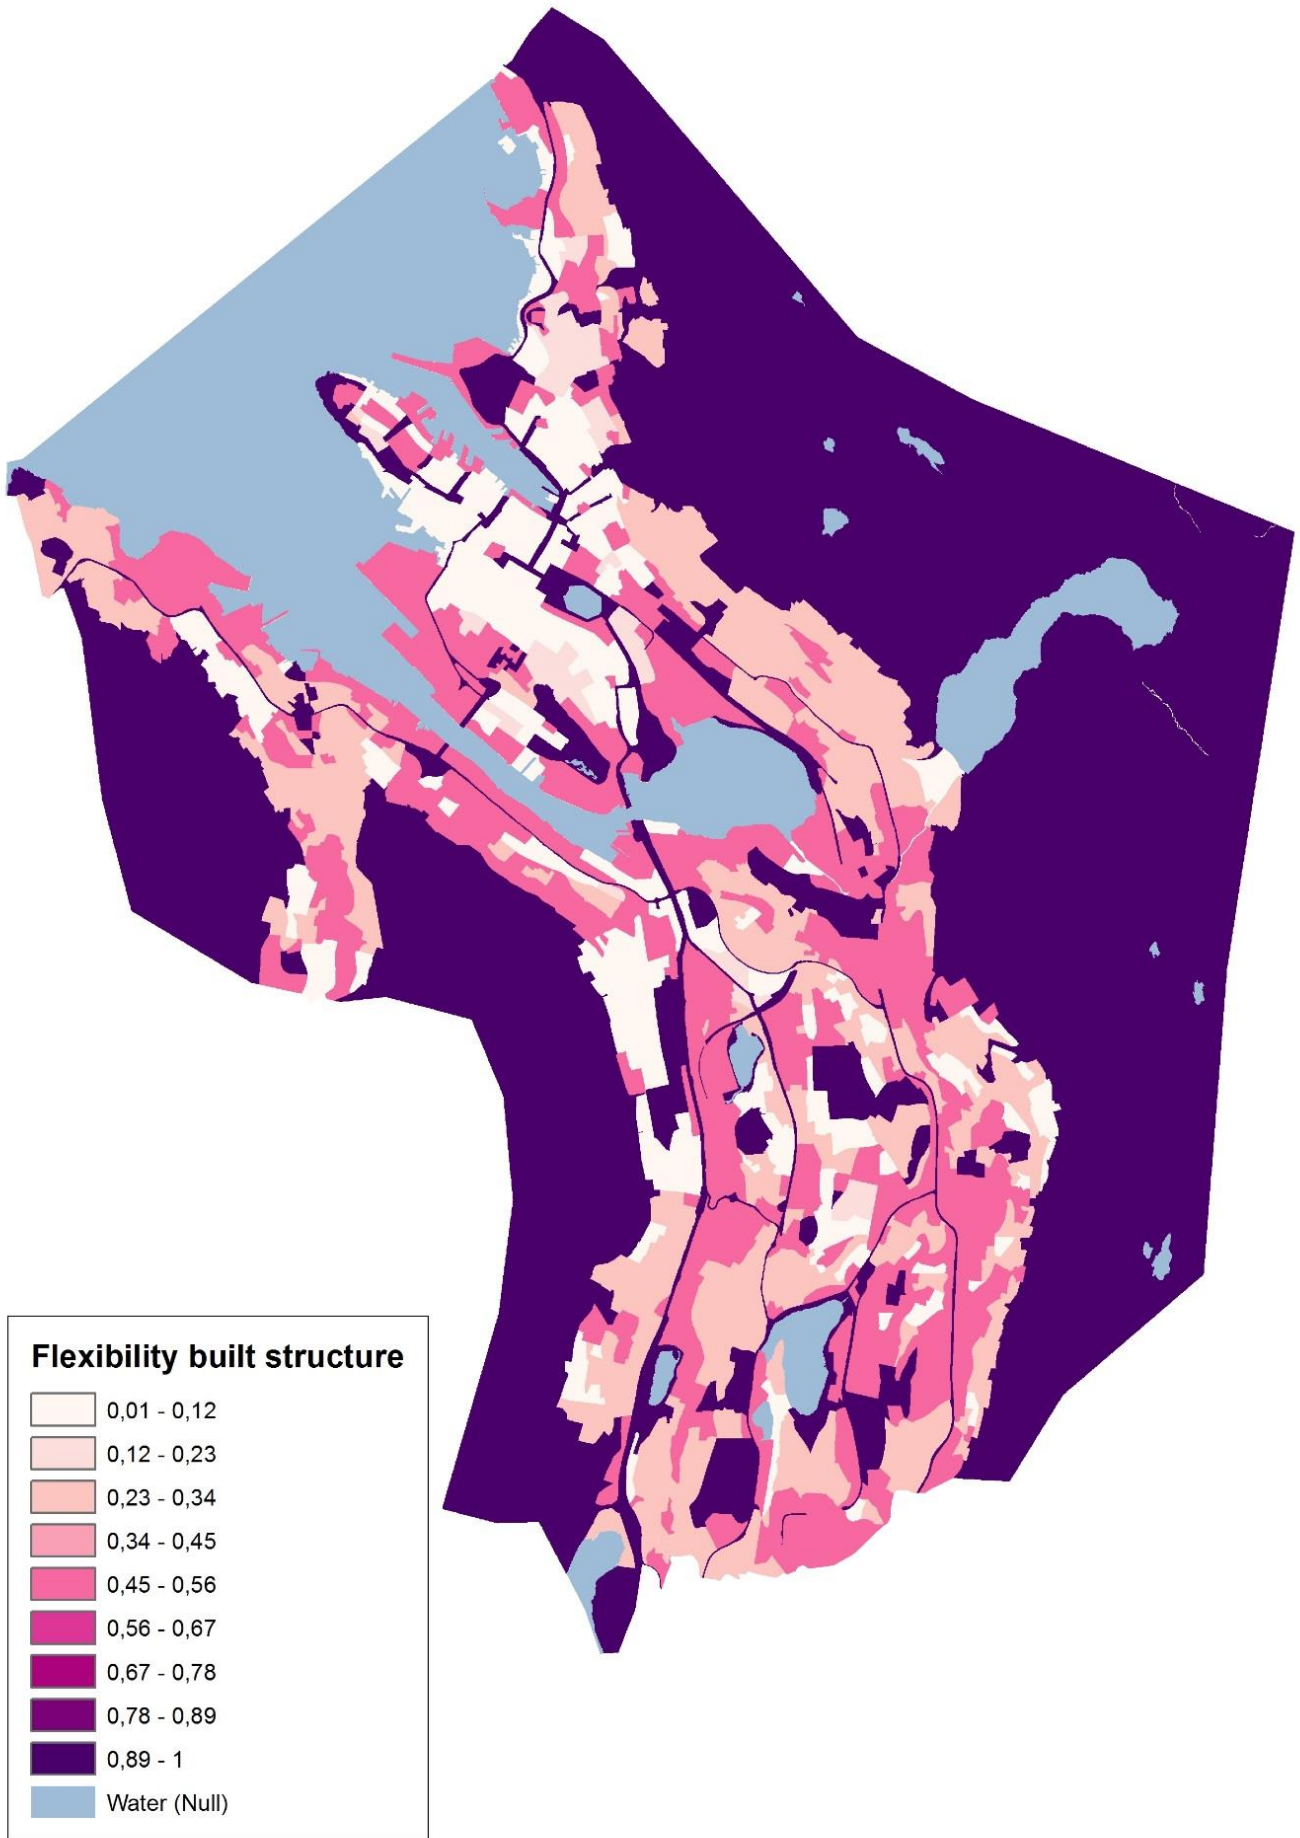 Flexibility built structure
0,01 - 0,12
0,12 - 0,23
0,23 - 0,34
0,34 - 0,45
0,45 - 0,56
0,56 - 0,67
0,67 - 0,78
0,78 - 0,89
0,89 - 1
Water (Null)